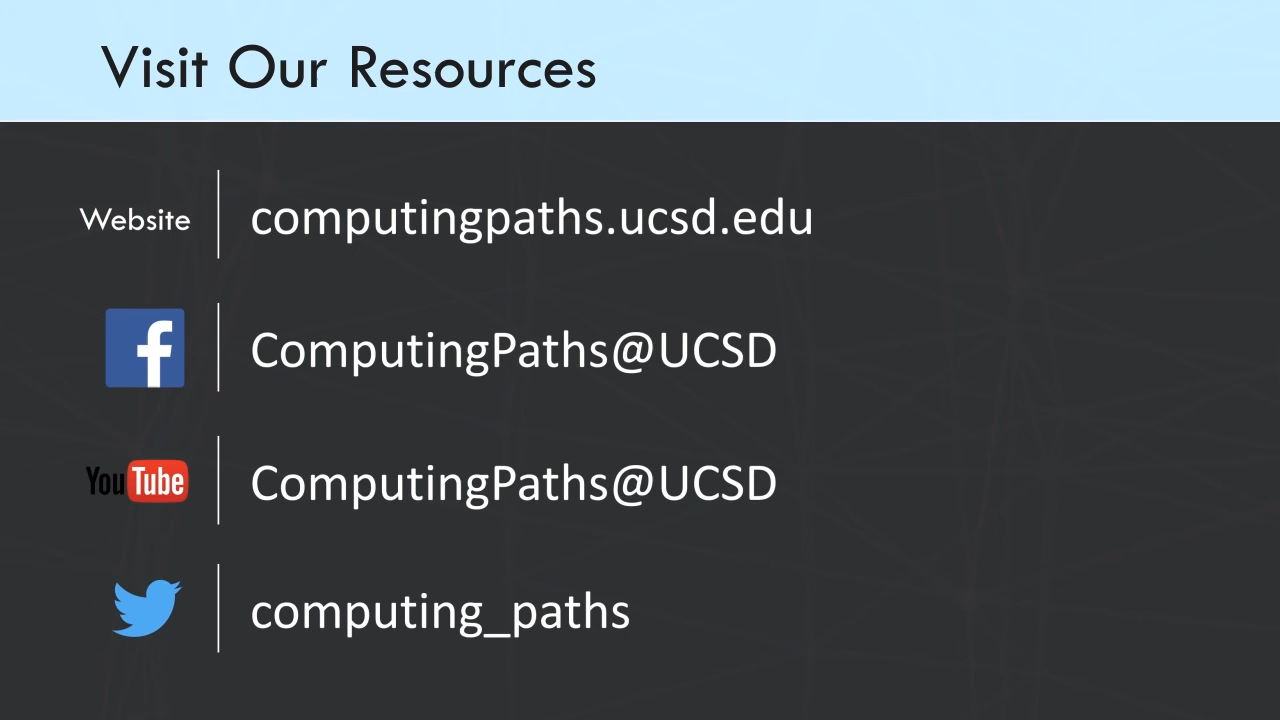 Visit Our Resources
Website
computingpaths.ucsd.edu
f
ComputingPaths@UCSD
YouTube
ComputingPaths@UCSD
computing_paths